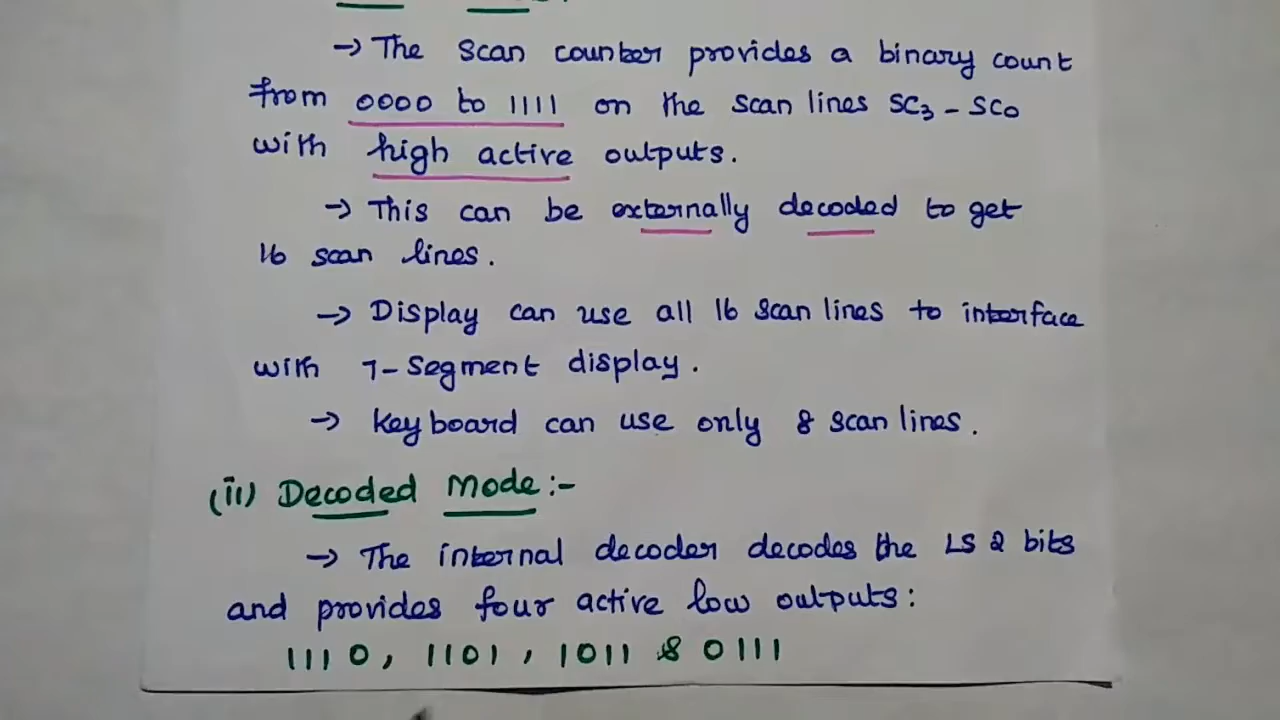 → The scan counter provides a binary count
from 0000 to 1111 on the scan lines SC₃ - SC₀
with high active outputs.
→ This can be externally decoded to get
16 scan lines.
→ Display can use all 16 scan lines to interface
with 7-segment display.
→ Keyboard can use only 8 scan lines.
(ii) Decoded Mode :-
→ The internal decoder decodes the LS 2 bits
and provides four active low outputs:
1110, 1101, 1011 & 0111